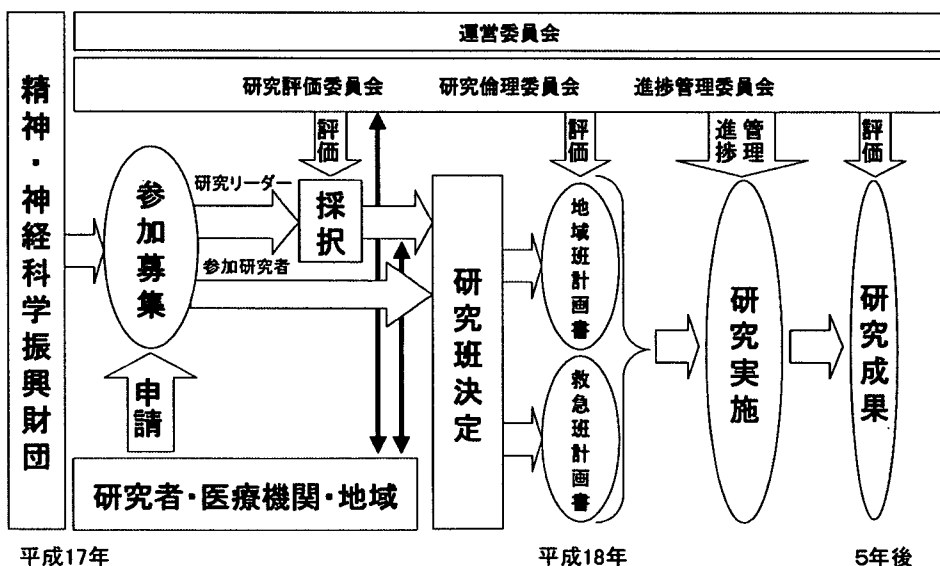 精神・神経科学振興財団
運営委員会
研究評価委員会 研究倫理委員会 進捗管理委員会
評価
評価
進捗管理
評価
参加募集
研究リーダー
採択
参加研究者
申請
研究者・医療機関・地域
研究班決定
地域班計画書
救急班計画書
研究実施
研究成果
平成17年 平成18年 5年後